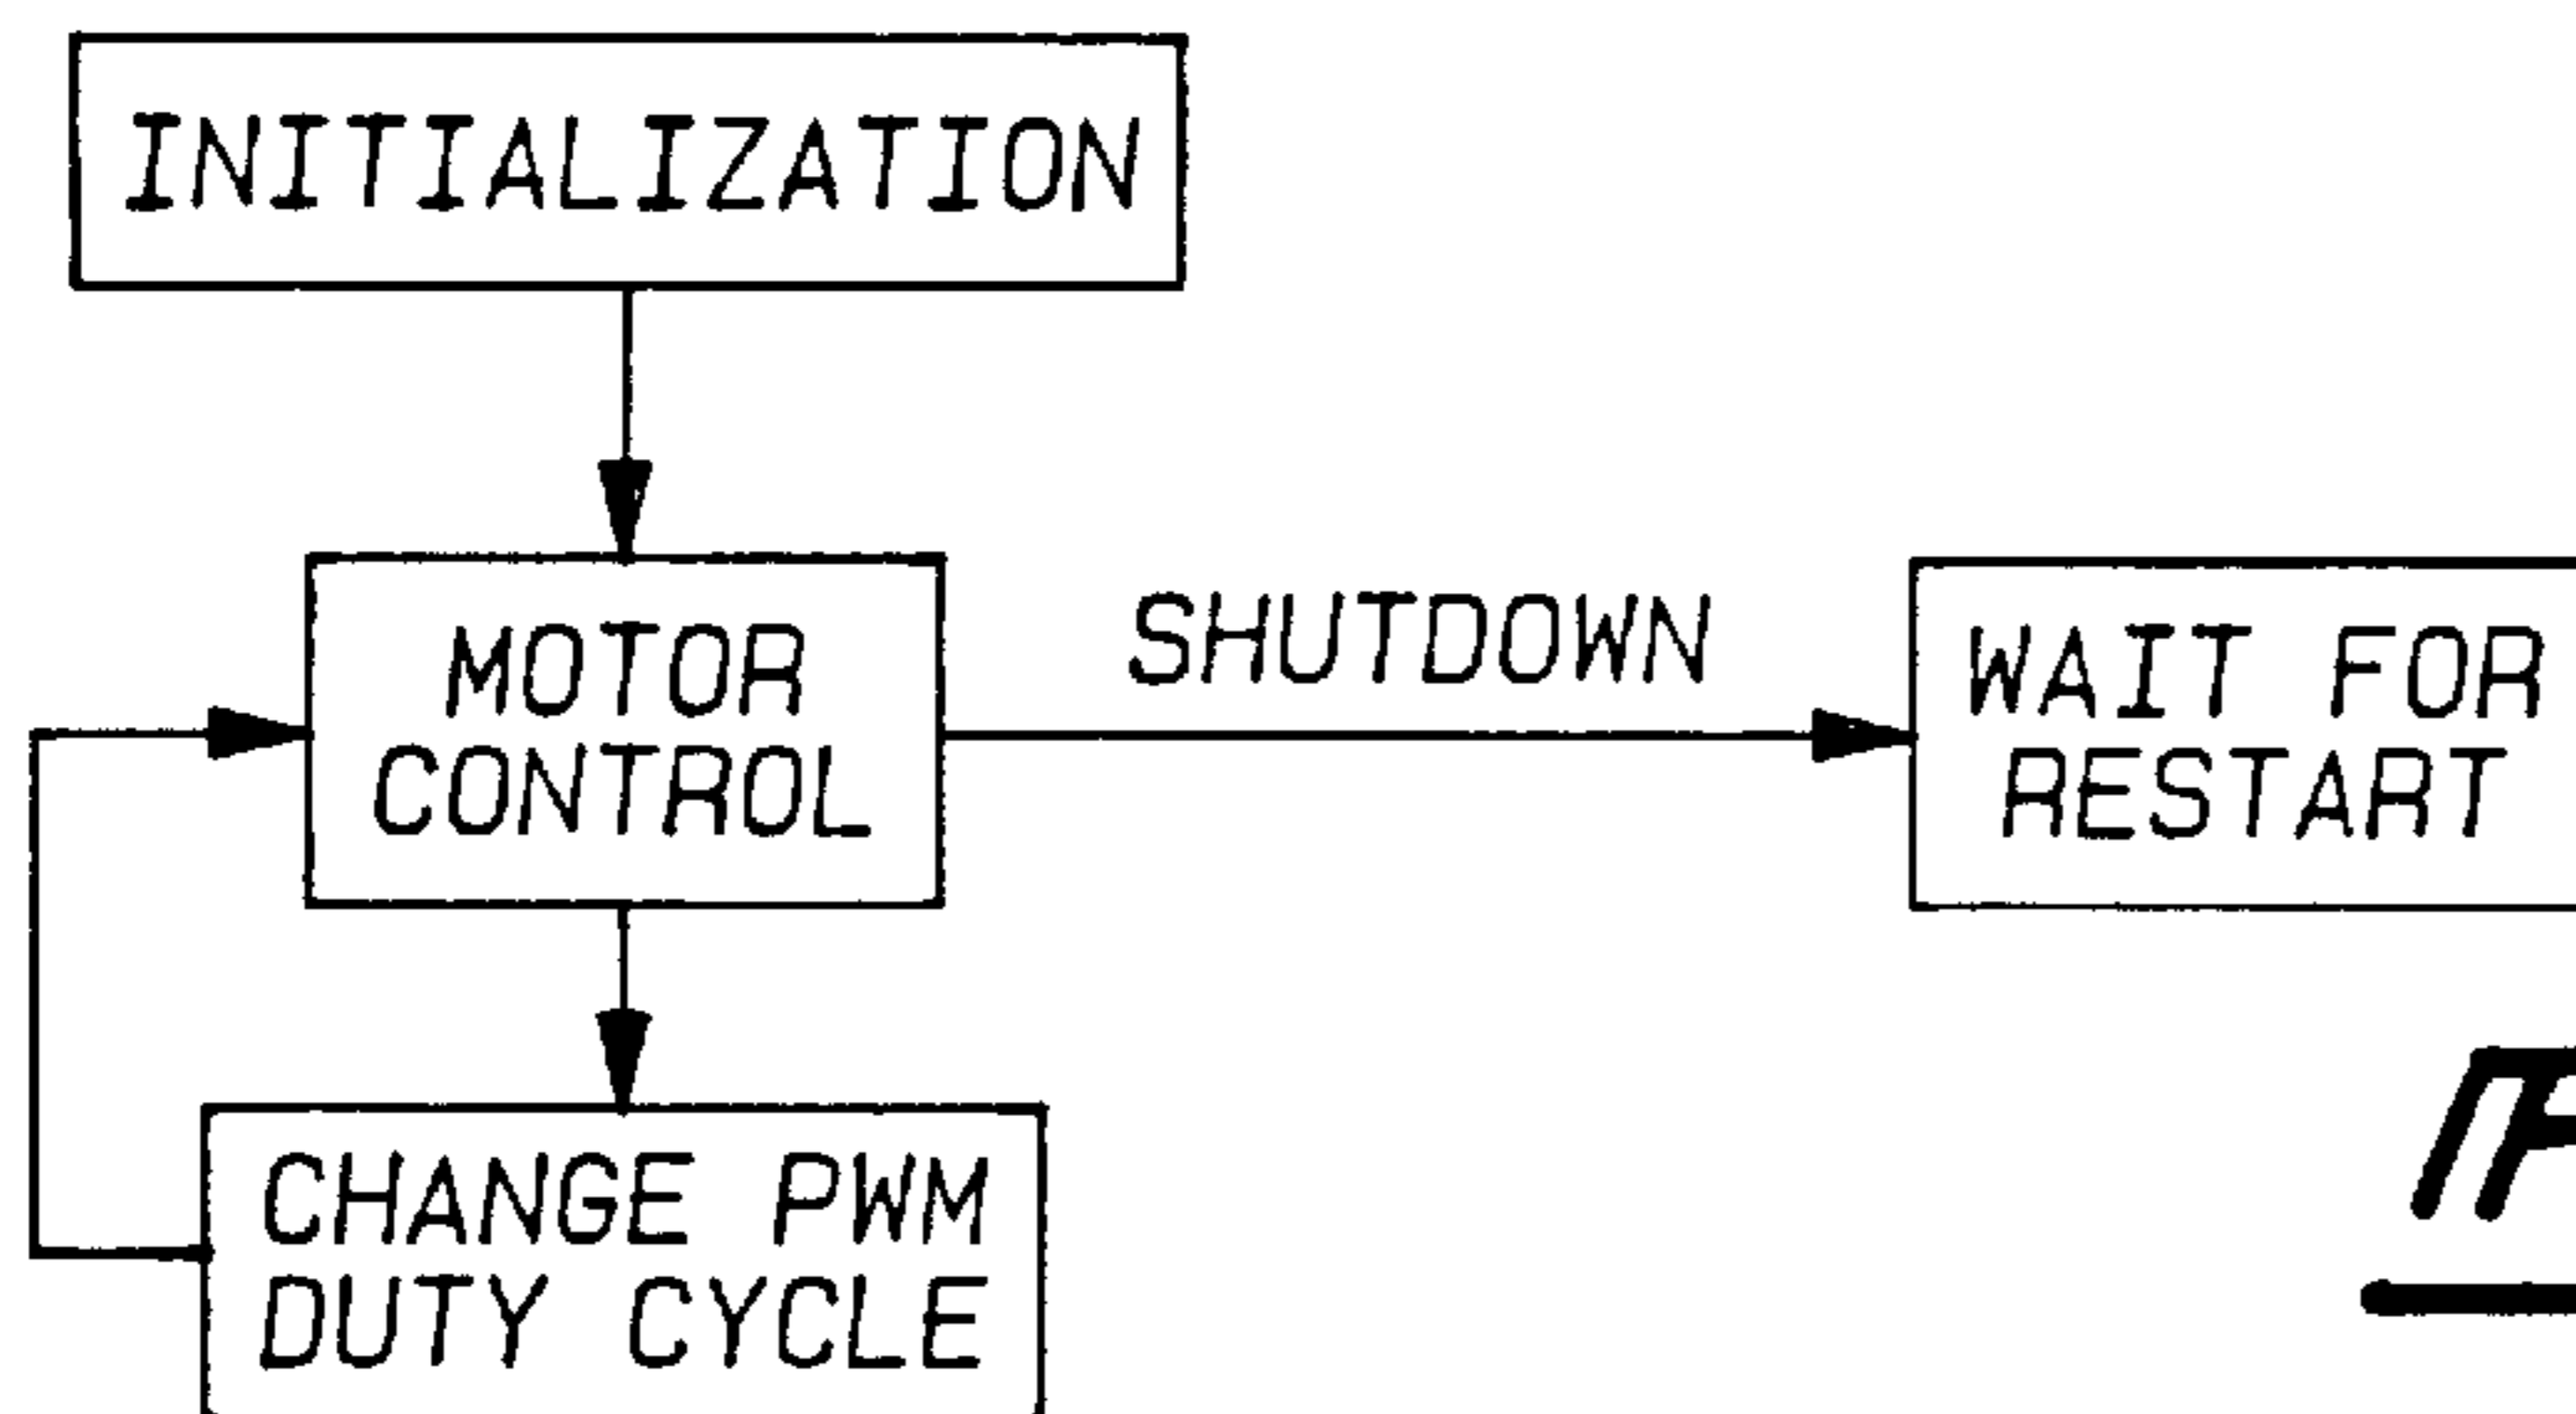 INITIALIZATION
MOTOR
CONTROL
SHUTDOWN
WAIT FOR
RESTART
CHANGE PWM
DUTY CYCLE